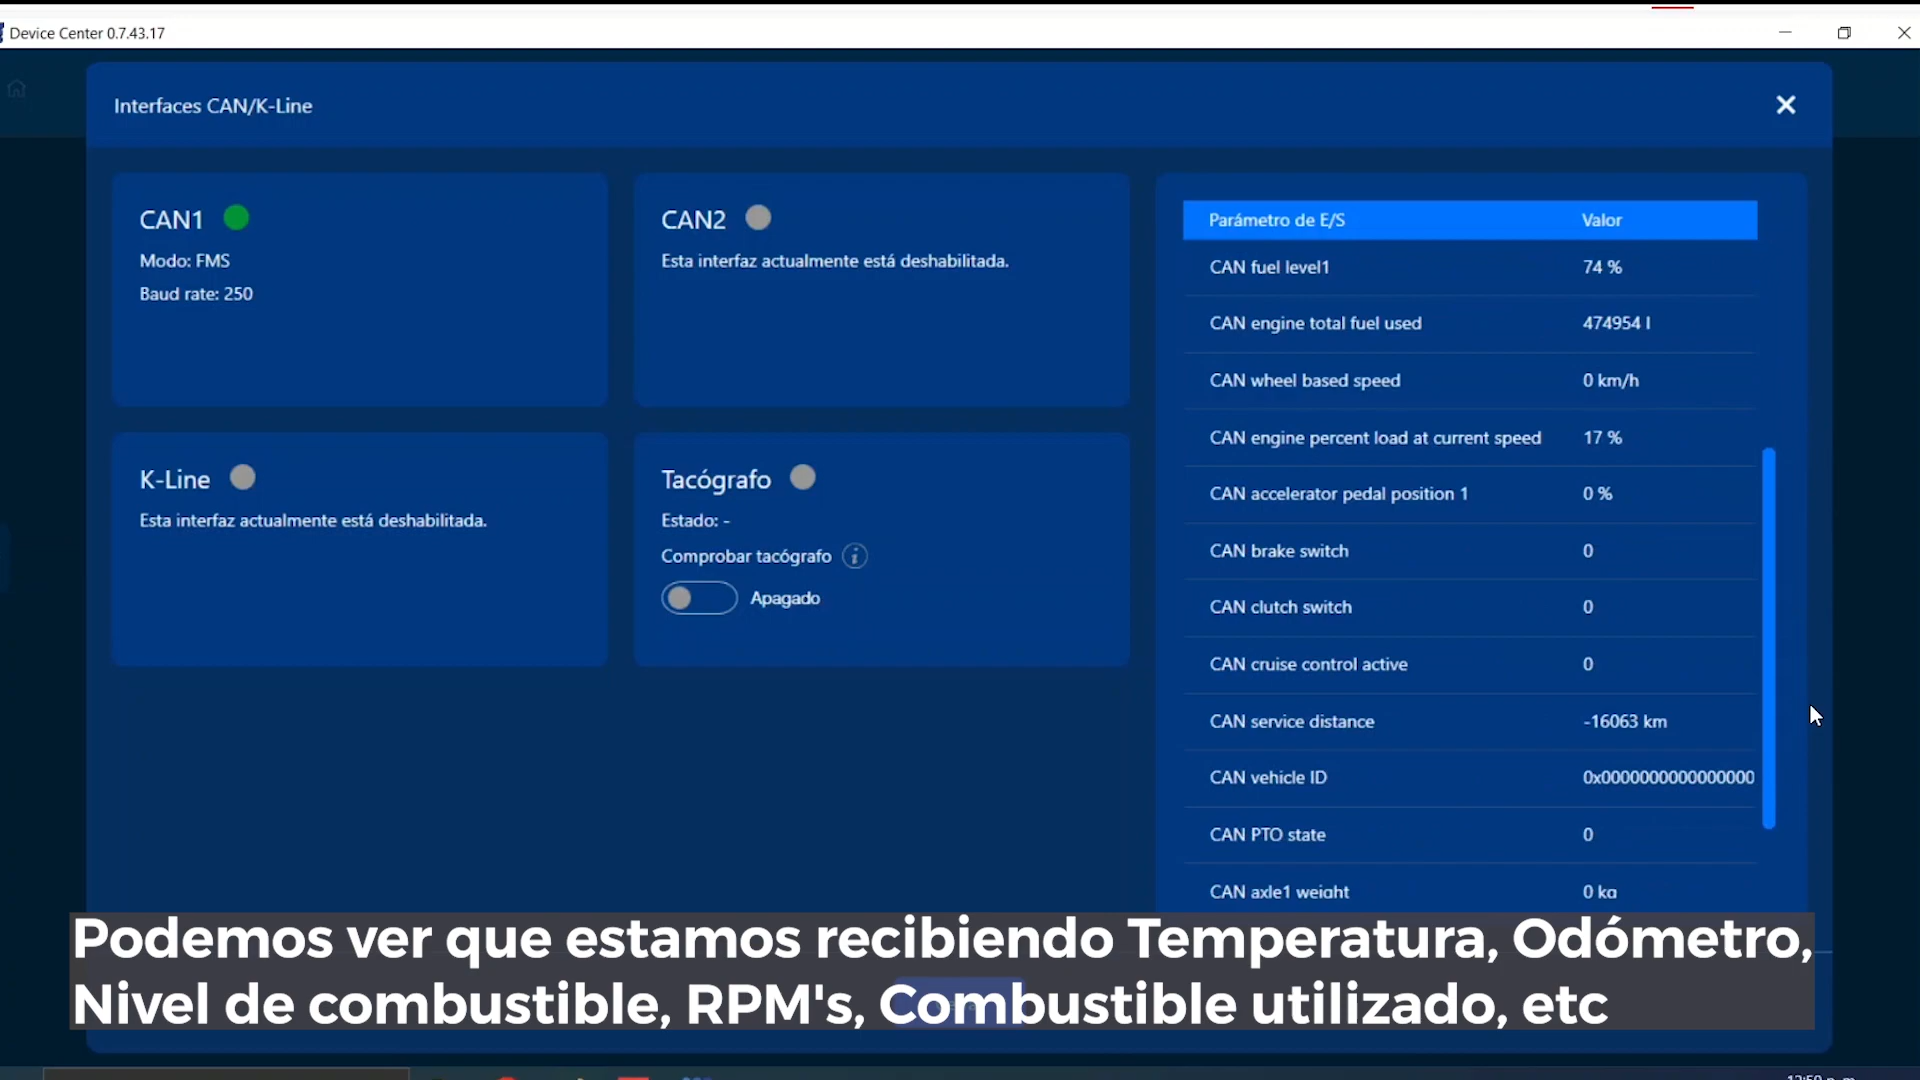 Device Center 0.7.43.17
Interfaces CAN/K-Line
CAN1
Modo: FMS
Baud rate: 250
CAN2
Esta interfaz actualmente está deshabilitada.
K-Line
Esta interfaz actualmente está deshabilitada.
Tacógrafo
Estado: -
Comprobar tacógrafo
Apagado
Parámetro de E/S Valor
CAN fuel level1 74 %
CAN engine total fuel used 474954 l
CAN wheel based speed 0 km/h
CAN engine percent load at current speed 17 %
CAN accelerator pedal position 1 0 %
CAN brake switch 0
CAN clutch switch 0
CAN cruise control active 0
CAN service distance -16063 km
CAN vehicle ID 0x0000000000000000
CAN PTO state 0
CAN axle1 weight 0 kg
Podemos ver que estamos recibiendo Temperatura, Odómetro,
Nivel de combustible, RPM's, Combustible utilizado, etc